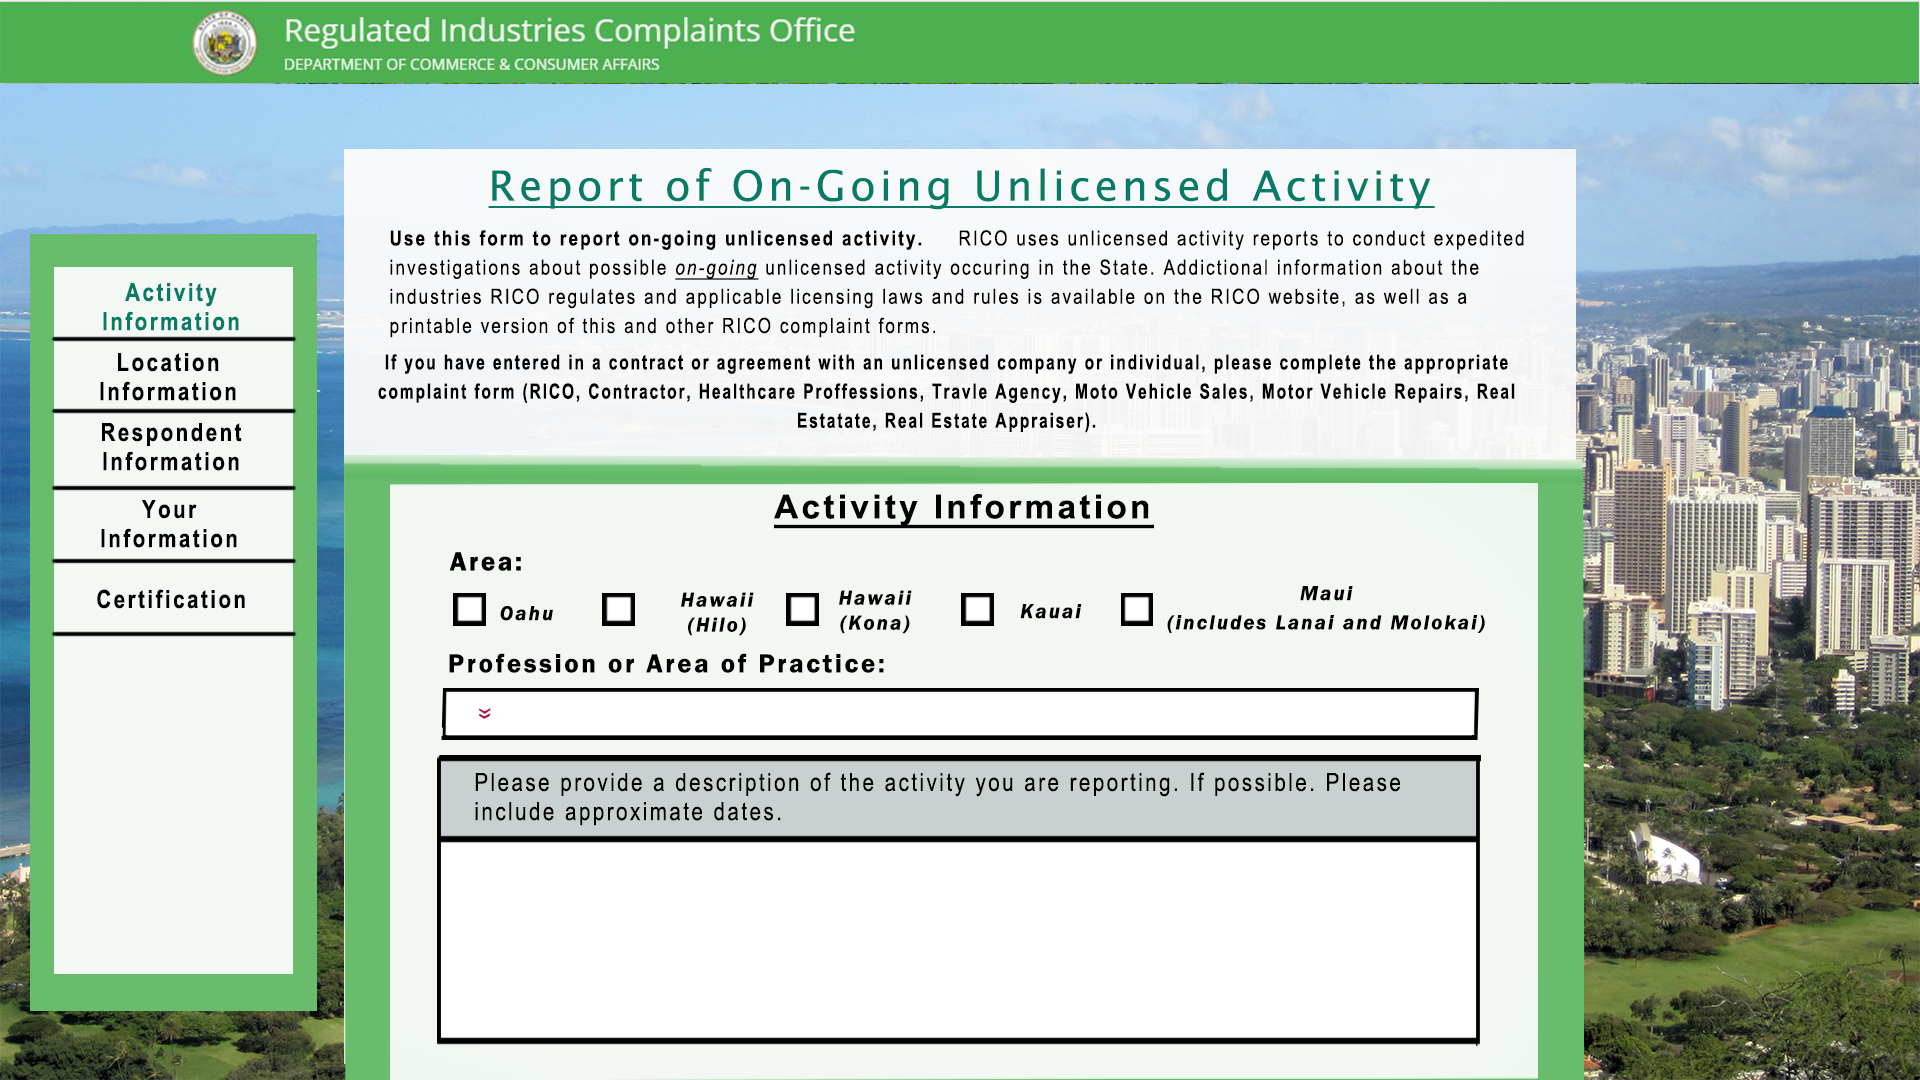 Regulated Industries Complaints Office
DEPARTMENT OF COMMERCE & CONSUMER AFFAIRS
Report of On-Going Unlicensed Activity
Use this form to report on-going unlicensed activity. RICO uses unlicensed activity reports to conduct expedited
investigations about possible on-going unlicensed activity occuring in the State. Addictional information about the
industries RICO regulates and applicable licensing laws and rules is available on the RICO website, as well as a
printable version of this and other RICO complaint forms.
If you have entered in a contract or agreement with an unlicensed company or individual, please complete the appropriate
complaint form (RICO, Contractor, Healthcare Proffessions, Travle Agency, Moto Vehicle Sales, Motor Vehicle Repairs, Real
Estatate, Real Estate Appraiser).
Activity
Information
Location
Information
Respondent
Information
Your
Information
Certification
Activity Information
Area:
Oahu
Hawaii
(Hilo)
Hawaii
(Kona)
Kauai
Maui
(includes Lanai and Molokai)
Profession or Area of Practice:
Please provide a description of the activity you are reporting. If possible. Please
include approximate dates.